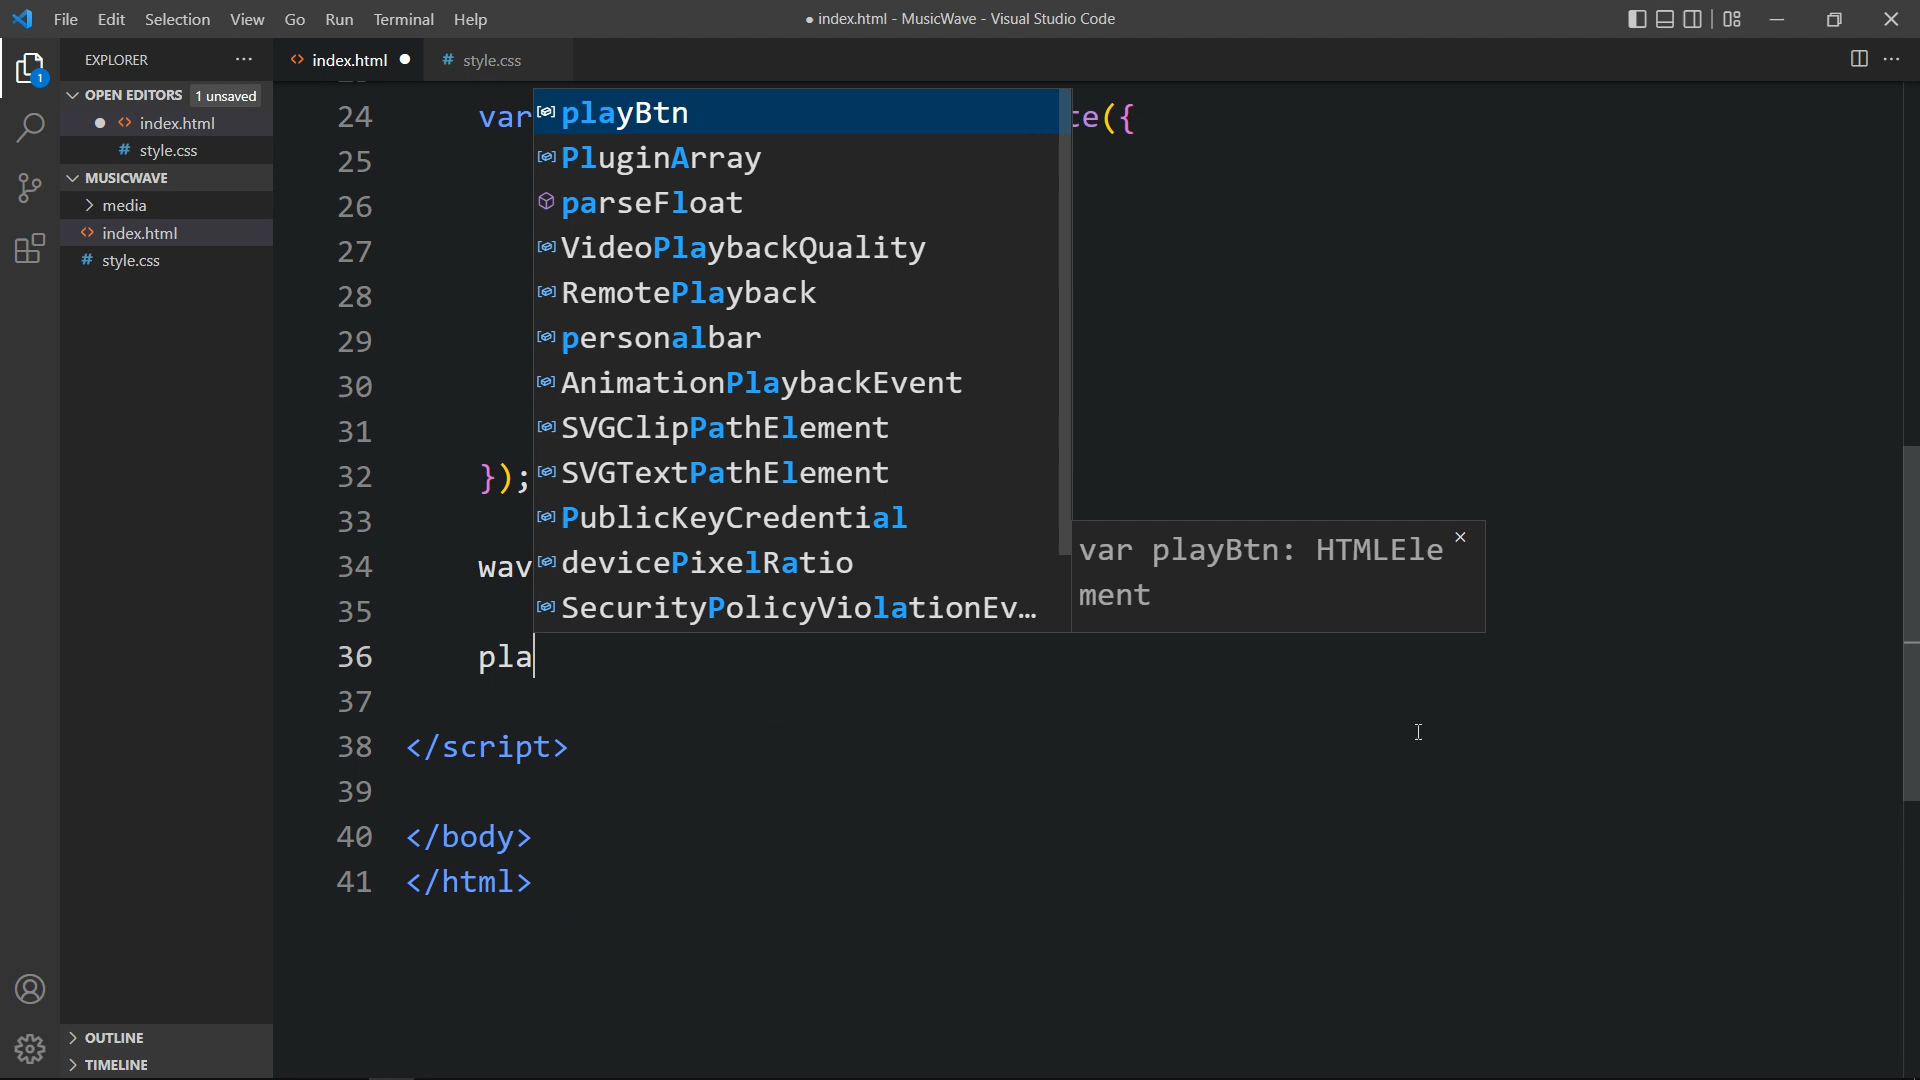 File Edit Selection View Go Run Terminal Help
● index.html - MusicWave - Visual Studio Code
EXPLORER ···
index.html ●
# style.css
OPEN EDITORS 1 unsaved
● index.html
# style.css
MUSICWAVE
media
index.html
# style.css
OUTLINE
TIMELINE
1
24 var te({
25
26
27
28
29
30
31
32 });
33
34 wav
35
36 pla
37
38 </script>
39
40 </body>
41 </html>
playBtn
PluginArray
parseFloat
VideoPlaybackQuality
RemotePlayback
personalbar
AnimationPlaybackEvent
SVGClipPathElement
SVGTextPathElement
PublicKeyCredential
devicePixelRatio
SecurityPolicyViolationEv…
var playBtn: HTMLEle
ment